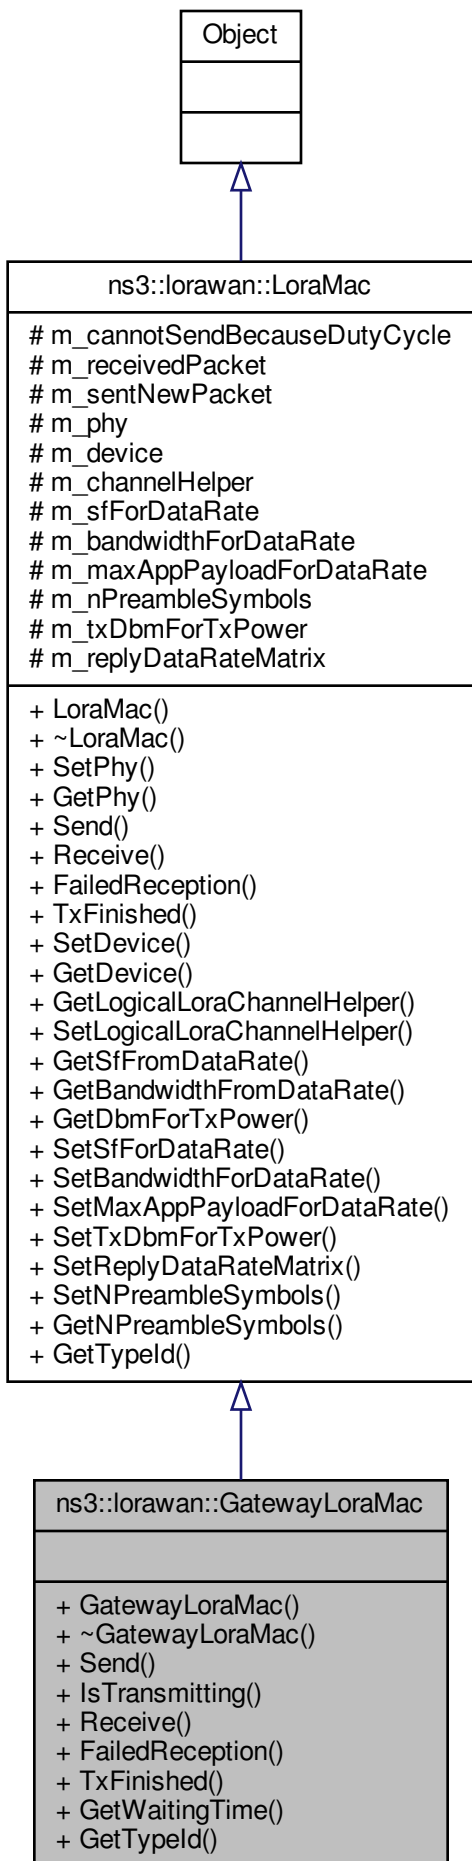 Object
ns3::lorawan::LoraMac
# m_cannotSendBecauseDutyCycle
# m_receivedPacket
# m_sentNewPacket
# m_phy
# m_device
# m_channelHelper
# m_sfForDataRate
# m_bandwidthForDataRate
# m_maxAppPayloadForDataRate
# m_nPreambleSymbols
# m_txDbmForTxPower
# m_replyDataRateMatrix
+ LoraMac()
+ ~LoraMac()
+ SetPhy()
+ GetPhy()
+ Send()
+ Receive()
+ FailedReception()
+ TxFinished()
+ SetDevice()
+ GetDevice()
+ GetLogicalLoraChannelHelper()
+ SetLogicalLoraChannelHelper()
+ GetSfFromDataRate()
+ GetBandwidthFromDataRate()
+ GetDbmForTxPower()
+ SetSfForDataRate()
+ SetBandwidthForDataRate()
+ SetMaxAppPayloadForDataRate()
+ SetTxDbmForTxPower()
+ SetReplyDataRateMatrix()
+ SetNPreambleSymbols()
+ GetNPreambleSymbols()
+ GetTypeId()
ns3::lorawan::GatewayLoraMac
+ GatewayLoraMac()
+ ~GatewayLoraMac()
+ Send()
+ IsTransmitting()
+ Receive()
+ FailedReception()
+ TxFinished()
+ GetWaitingTime()
+ GetTypeId()